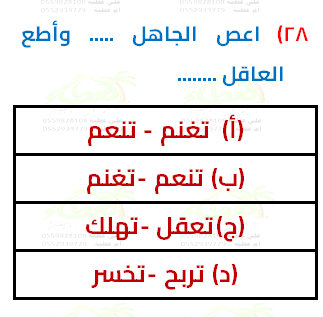 ٢٨) اعص الجاهل ..... وأطع
العاقل ........
(أ) تغنم - تنعم
(ب) تنعم -تغنم
(ج)تعقل -تهلك
(د) تربح -تخسر